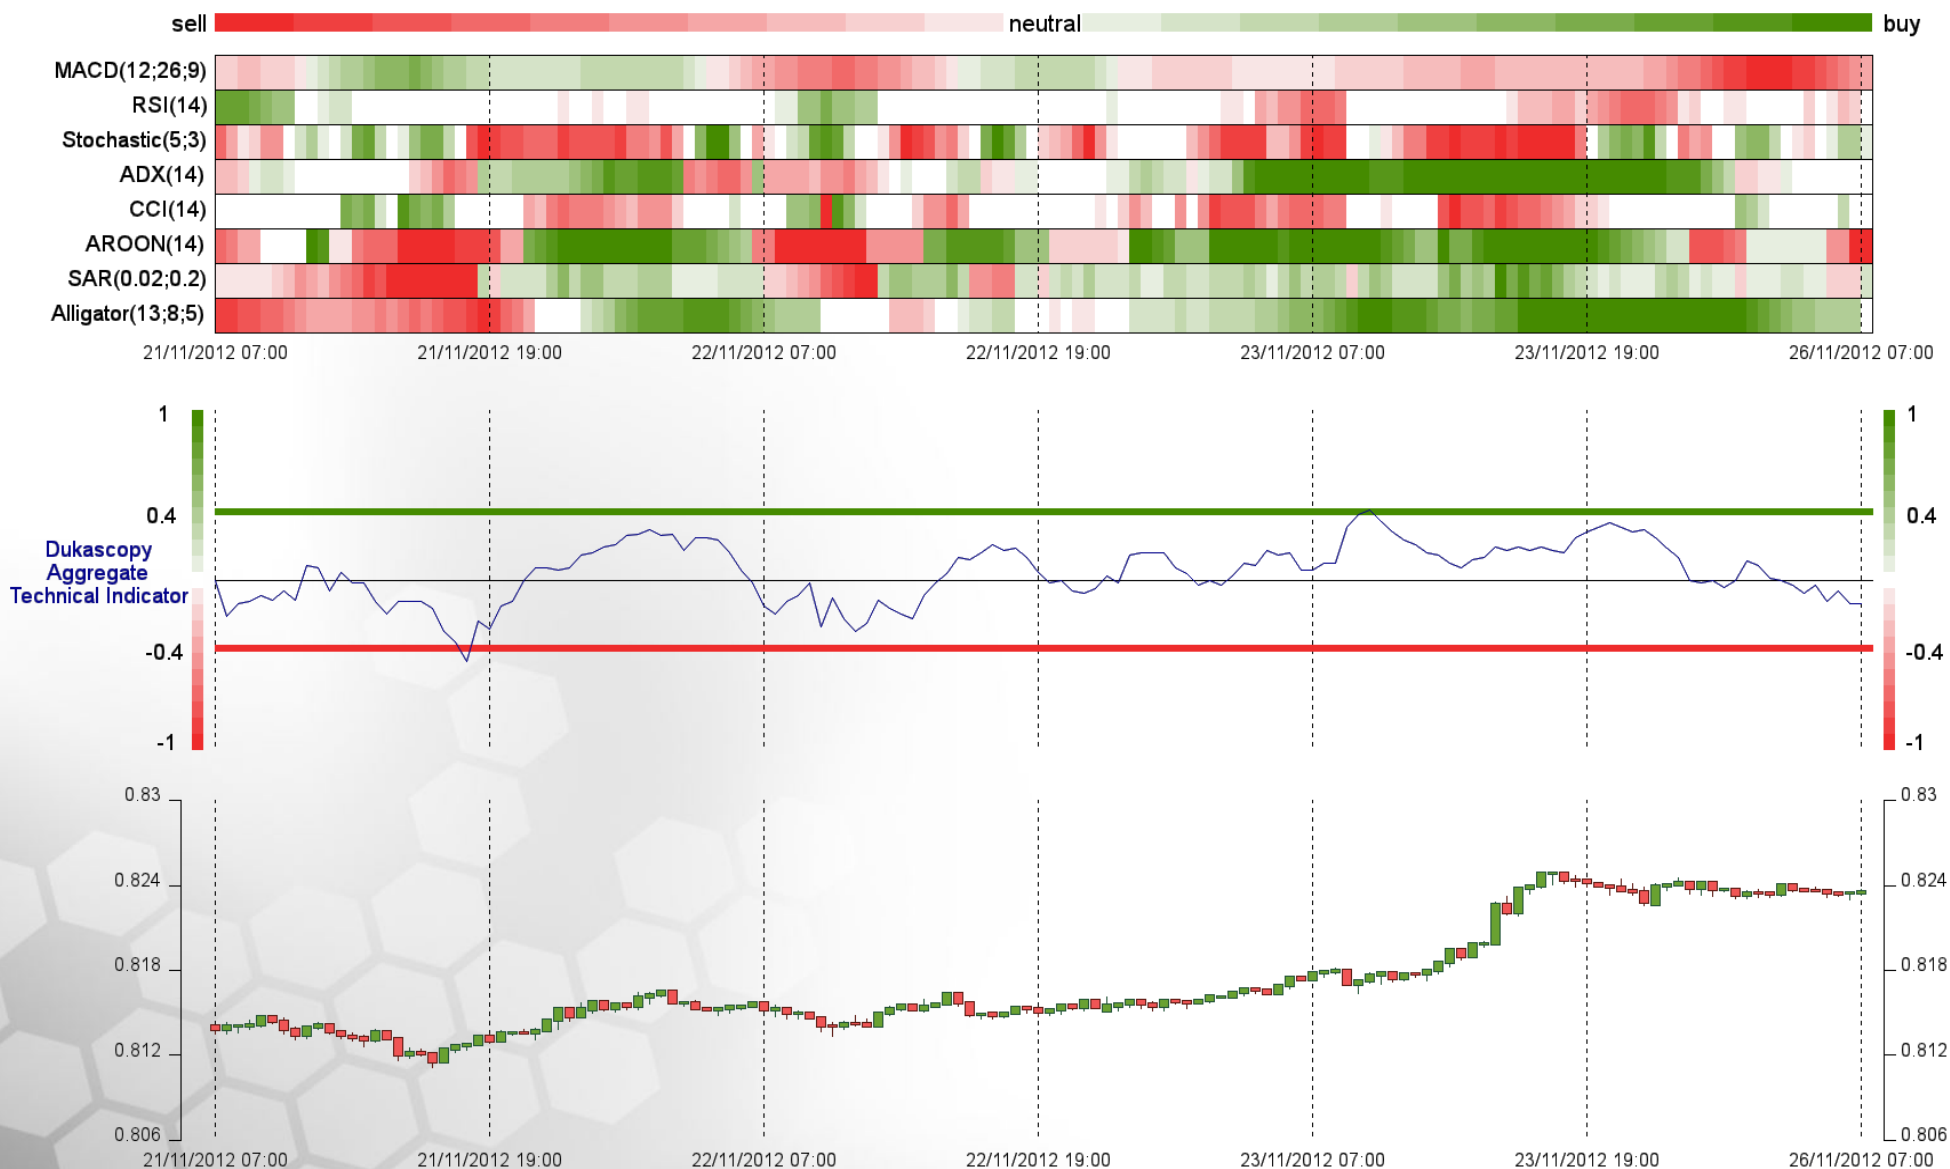 sell neutral buy
MACD(12;26;9)
RSI(14)
Stochastic(5;3)
ADX(14)
CCI(14)
AROON(14)
SAR(0.02;0.2)
Alligator(13;8;5)
21/11/2012 07:00 21/11/2012 19:00 22/11/2012 07:00 22/11/2012 19:00 23/11/2012 07:00 23/11/2012 19:00 26/11/2012 07:00
1 1
0.4 0.4
Dukascopy
Aggregate
Technical Indicator
-0.4 -0.4
-1 -1
0.83 0.83
0.824 0.824
0.818 0.818
0.812 0.812
0.806 0.806
21/11/2012 07:00 21/11/2012 19:00 22/11/2012 07:00 22/11/2012 19:00 23/11/2012 07:00 23/11/2012 19:00 26/11/2012 07:00